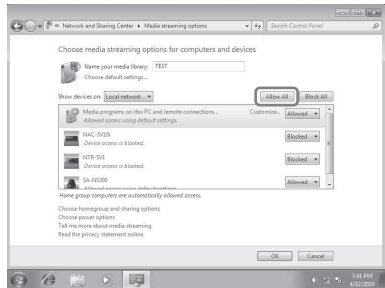 « Network and Sharing Center ▸ Media streaming options
Search Control Panel
Choose media streaming options for computers and devices
Name your media library: TEST
Choose default settings...
Show devices on: Local network
Allow All
Block All
Media programs on this PC and remote connections...
Customize...
Allowed
Allowed access using default settings.
NAC-SV10i
Device access is blocked.
Blocked
NTR-SV1
Device access is blocked.
Blocked
SA-NS300
Allowed
Allowed access using default settings.
Home group computers are automatically allowed access.
Choose homegroup and sharing options
Choose power options
Tell me more about media streaming
Read the privacy statement online
OK
Cancel
7:41 PM
4/12/2010